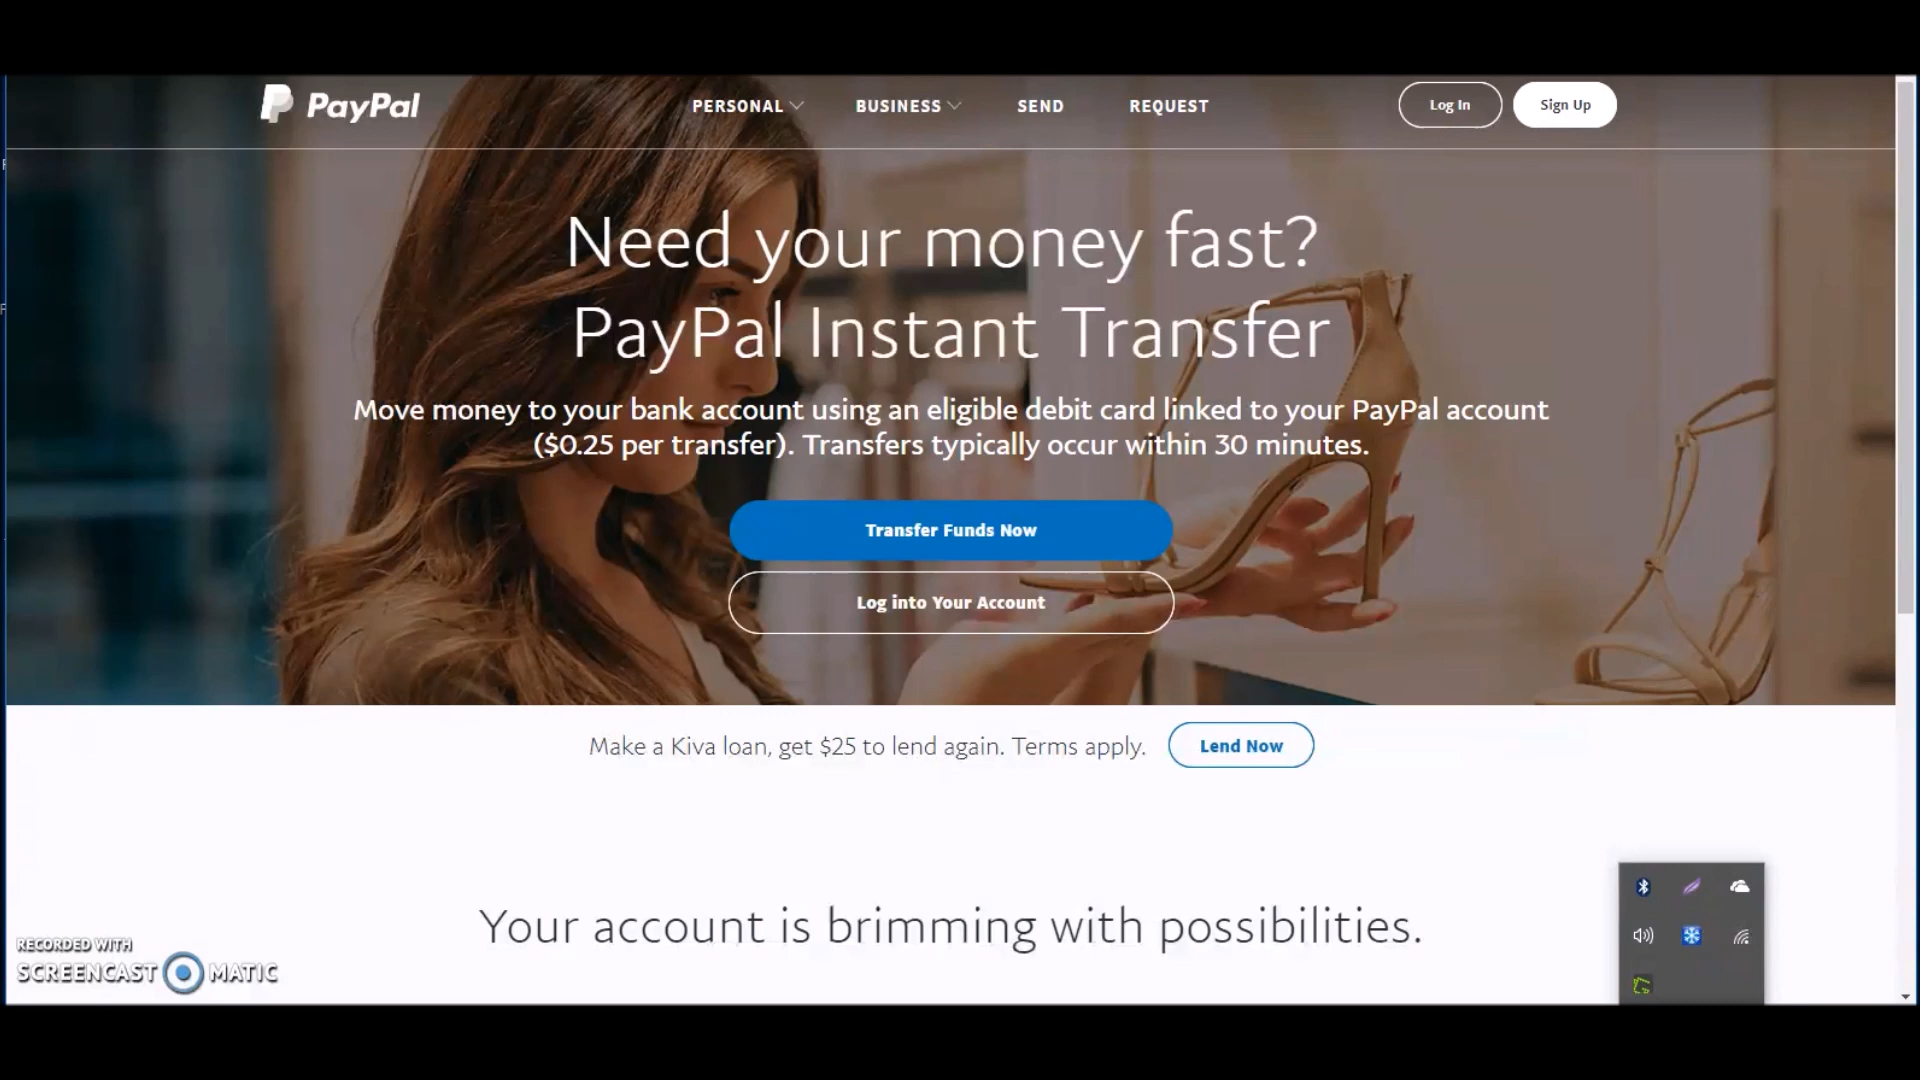 PayPal
PERSONAL
BUSINESS
SEND
REQUEST
Log In
Sign Up
Need your money fast?
PayPal Instant Transfer
Move money to your bank account using an eligible debit card linked to your PayPal account
($0.25 per transfer). Transfers typically occur within 30 minutes.
Transfer Funds Now
Log into Your Account
Make a Kiva loan, get $25 to lend again. Terms apply.
Lend Now
Your account is brimming with possibilities.
RECORDED WITH
SCREENCAST MATIC